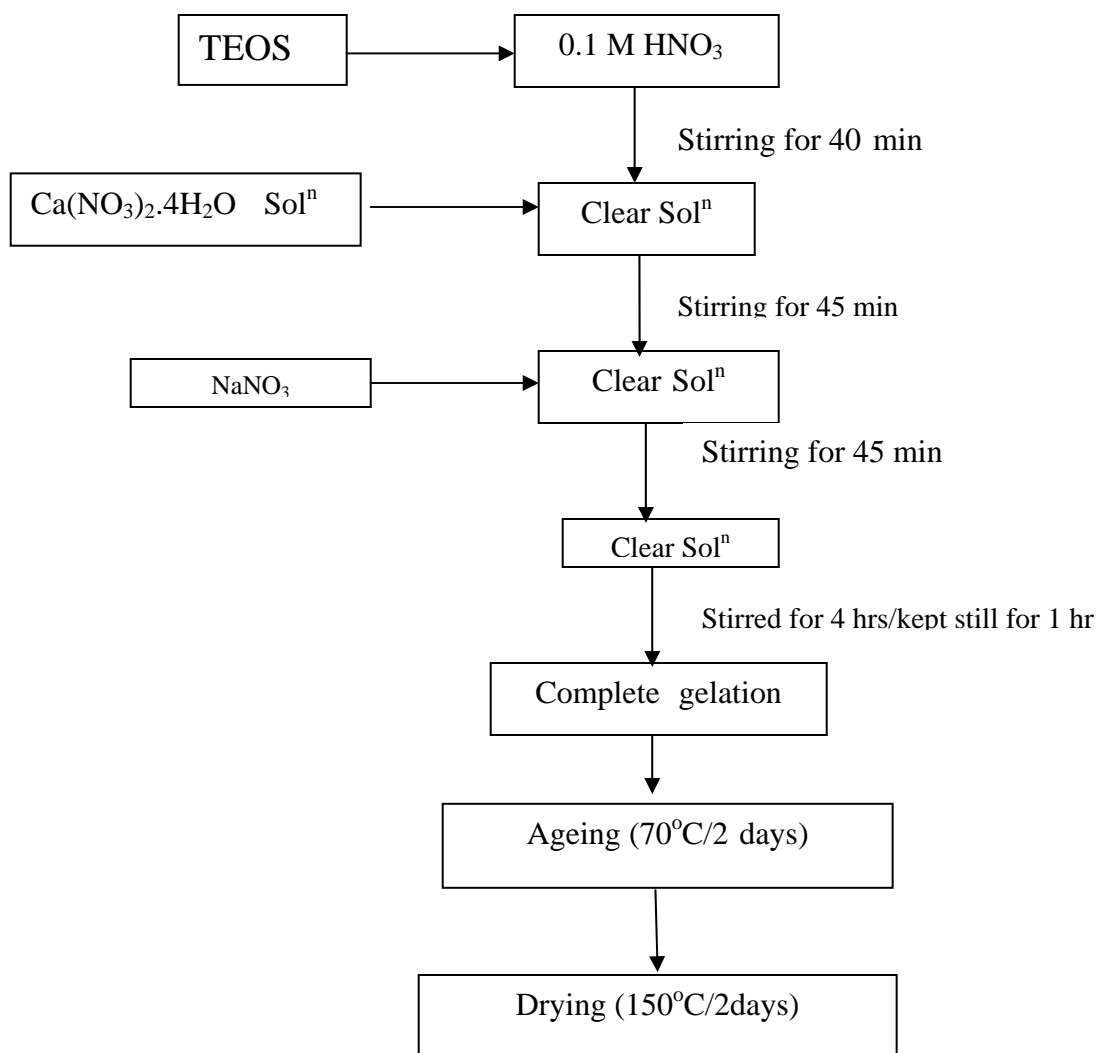 TEOS
0.1 M HNO₃
Stirring for 40 min
Ca(NO₃)₂.4H₂O Solⁿ
Clear Solⁿ
Stirring for 45 min
NaNO₃
Clear Solⁿ
Stirring for 45 min
Clear Solⁿ
Stirred for 4 hrs/kept still for 1 hr
Complete gelation
Ageing (70°C/2 days)
Drying (150°C/2days)